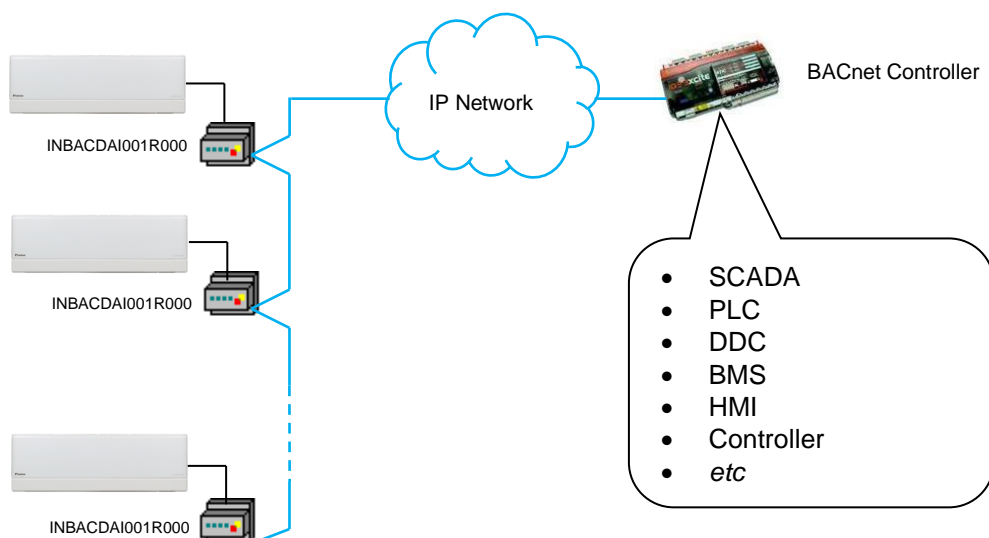 INBACDAI001R000
IP Network
BACnet Controller
INBACDAI001R000
SCADA
PLC
DDC
BMS
HMI
Controller
etc
INBACDAI001R000